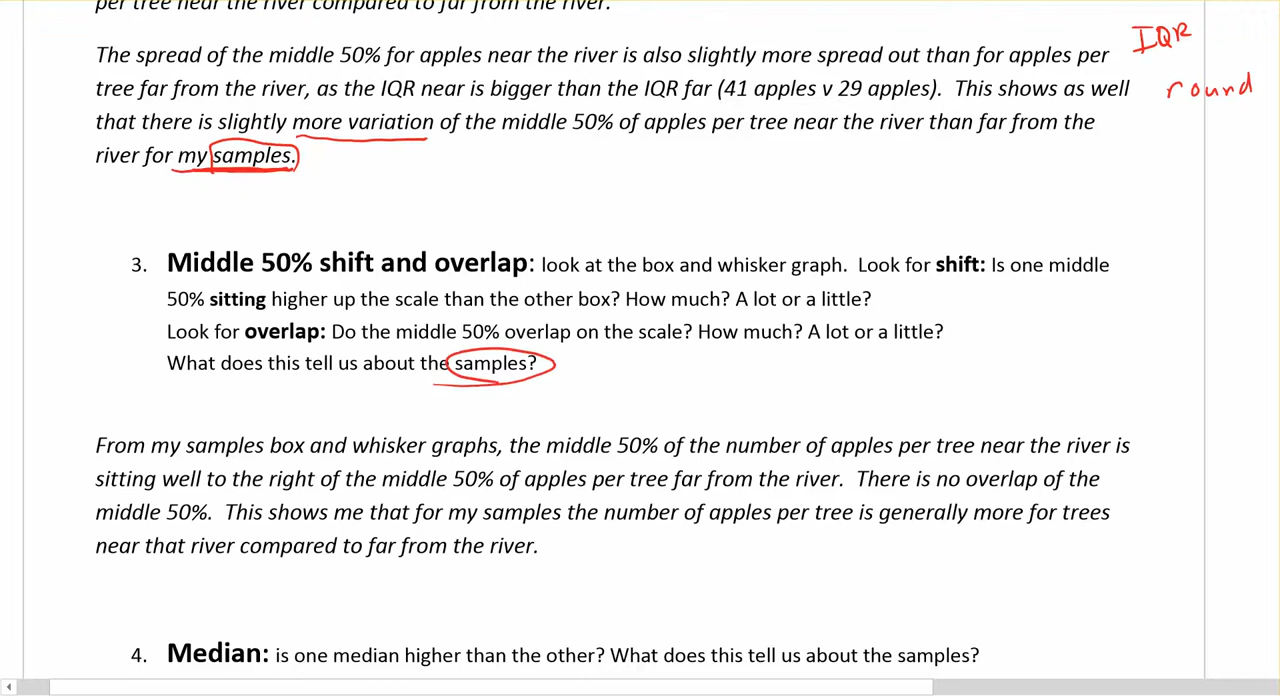 per tree near the river compared to far from the river.
The spread of the middle 50% for apples near the river is also slightly more spread out than for apples per
tree far from the river, as the IQR near is bigger than the IQR far (41 apples v 29 apples).  This shows as well
that there is slightly more variation of the middle 50% of apples per tree near the river than far from the
river for my samples.
IQR
round
3. Middle 50% shift and overlap: look at the box and whisker graph.  Look for shift: Is one middle
50% sitting higher up the scale than the other box? How much? A lot or a little?
Look for overlap: Do the middle 50% overlap on the scale? How much? A lot or a little?
What does this tell us about the samples?
From my samples box and whisker graphs, the middle 50% of the number of apples per tree near the river is
sitting well to the right of the middle 50% of apples per tree far from the river.  There is no overlap of the
middle 50%.  This shows me that for my samples the number of apples per tree is generally more for trees
near that river compared to far from the river.
4. Median: is one median higher than the other? What does this tell us about the samples?